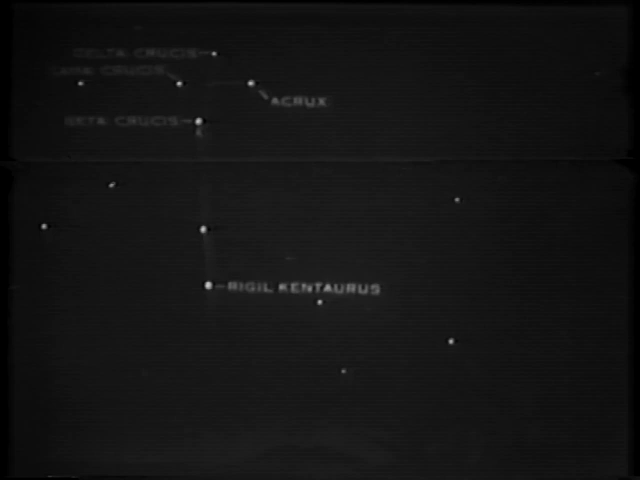 DELTA CRUCIS
GAMMA CRUCIS
ACRUX
BETA CRUCIS
RIGIL KENTAURUS